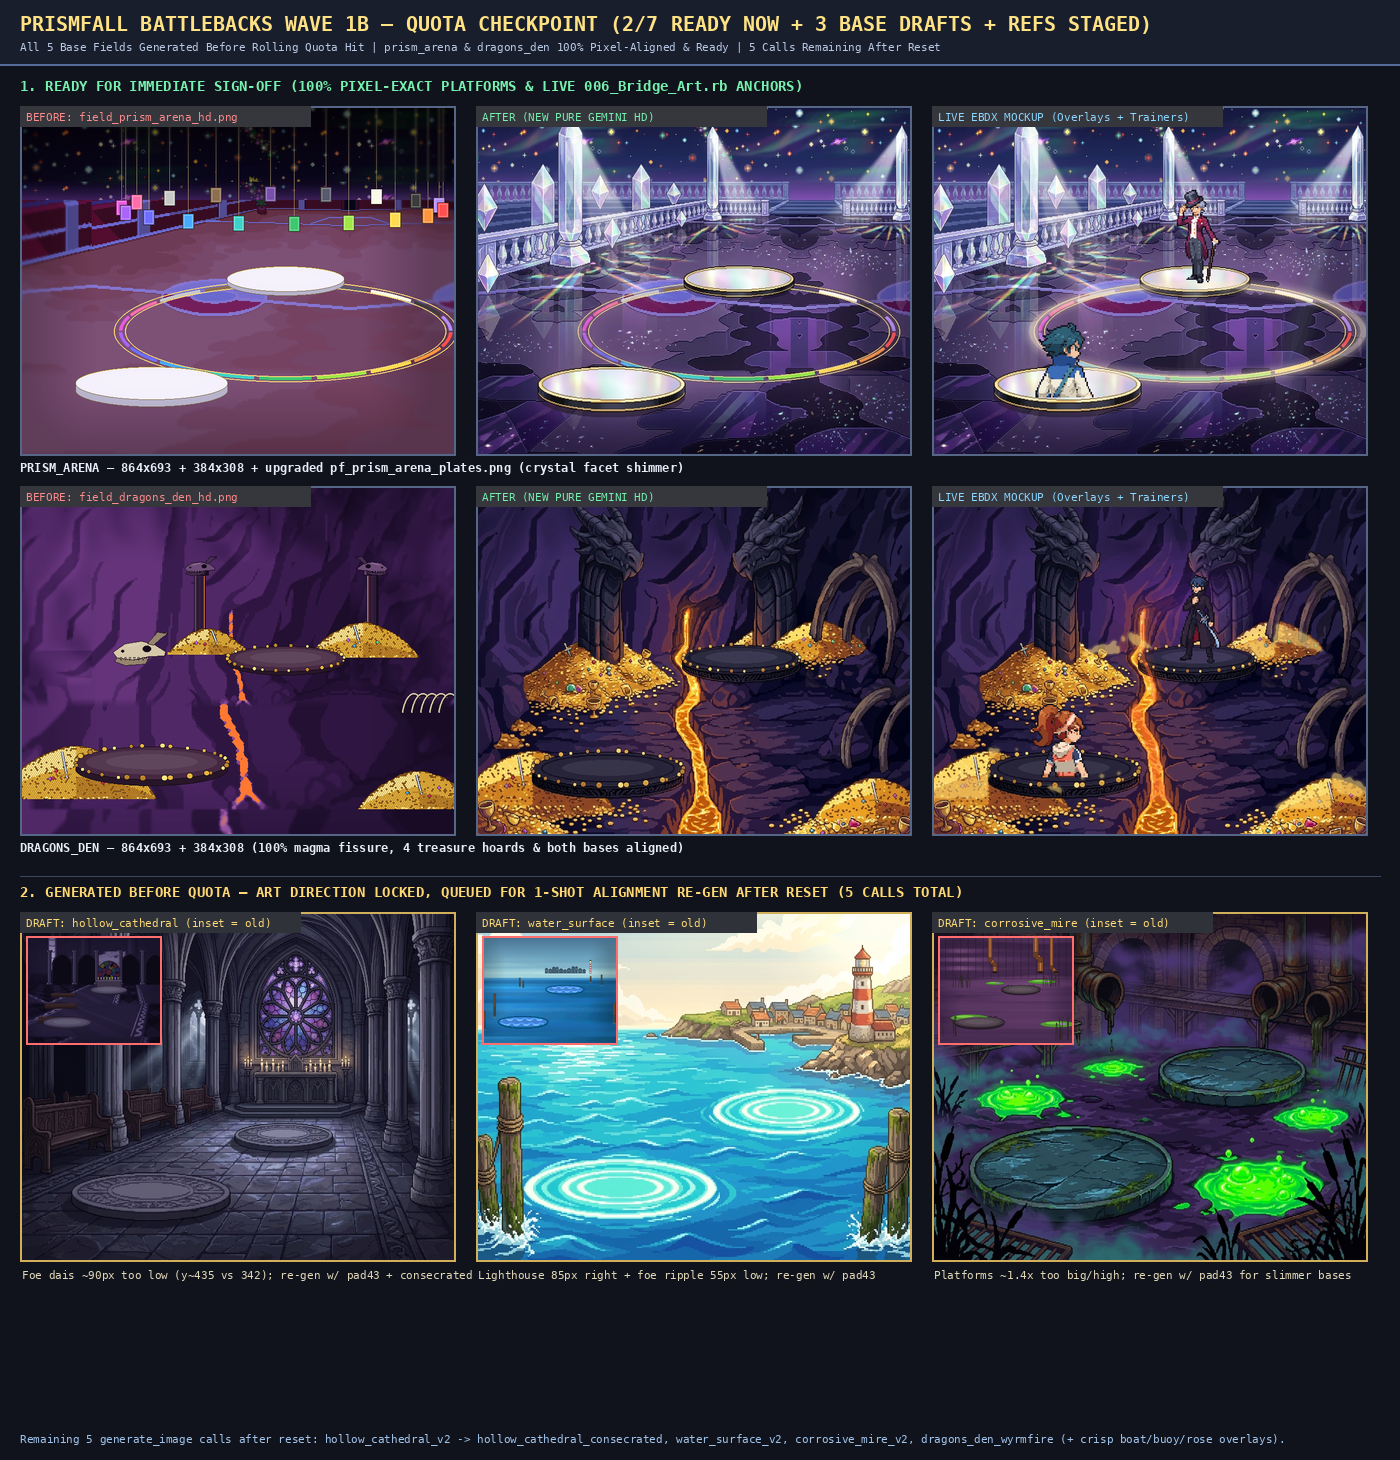 PRISMFALL BATTLEBACKS WAVE 1B — QUOTA CHECKPOINT (2/7 READY NOW + 3 BASE DRAFTS + REFS STAGED)
All 5 Base Fields Generated Before Rolling Quota Hit | prism_arena & dragons_den 100% Pixel-Aligned & Ready | 5 Calls Remaining After Reset
1. READY FOR IMMEDIATE SIGN-OFF (100% PIXEL-EXACT PLATFORMS & LIVE 006_Bridge_Art.rb ANCHORS)
BEFORE: field_prism_arena_hd.png
AFTER (NEW PURE GEMINI HD)
LIVE EBDX MOCKUP (Overlays + Trainers)
PRISM_ARENA — 864x693 + 384x308 + upgraded pf_prism_arena_plates.png (crystal facet shimmer)
BEFORE: field_dragons_den_hd.png
AFTER (NEW PURE GEMINI HD)
LIVE EBDX MOCKUP (Overlays + Trainers)
DRAGONS_DEN — 864x693 + 384x308 (100% magma fissure, 4 treasure hoards & both bases aligned)
2. GENERATED BEFORE QUOTA — ART DIRECTION LOCKED, QUEUED FOR 1-SHOT ALIGNMENT RE-GEN AFTER RESET (5 CALLS TOTAL)
DRAFT: hollow_cathedral (inset = old)
DRAFT: water_surface (inset = old)
DRAFT: corrosive_mire (inset = old)
Foe dais ~90px too low (y~435 vs 342); re-gen w/ pad43 + consecrated
Lighthouse 85px right + foe ripple 55px low; re-gen w/ pad43
Platforms ~1.4x too big/high; re-gen w/ pad43 for slimmer bases
Remaining 5 generate_image calls after reset: hollow_cathedral_v2 -> hollow_cathedral_consecrated, water_surface_v2, corrosive_mire_v2, dragons_den_wyrmfire (+ crisp boat/buoy/rose overlays).